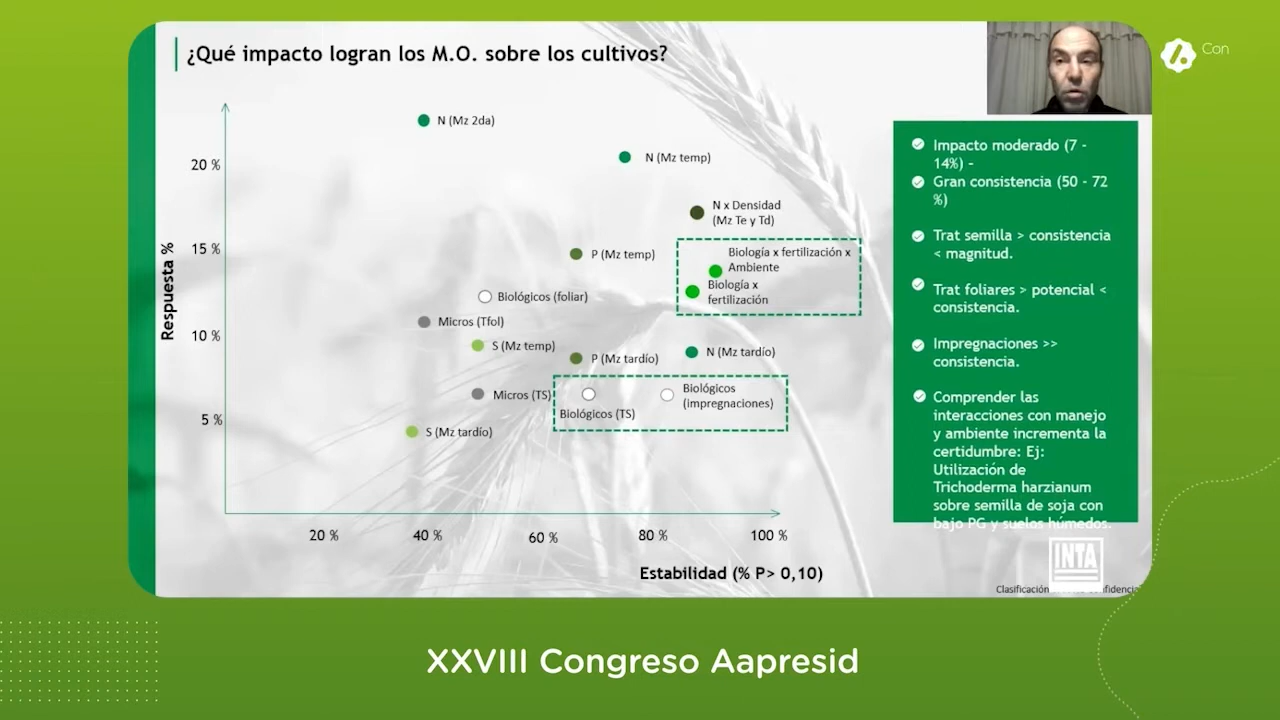 ¿Qué impacto logran los M.O. sobre los cultivos?
Con
N (Mz 2da)
20 %
N (Mz temp)
N x Densidad
(Mz Te y Td)
15 %
P (Mz temp)
Biología x fertilización x
Ambiente
Biología x
fertilización
Respuesta %
Biológicos (foliar)
Micros (Tfol)
10 %
S (Mz temp)
P (Mz tardío)
N (Mz tardío)
Micros (TS)
Biológicos (TS)
Biológicos
(impregnaciones)
5 %
S (Mz tardío)
20 %
40 %
60 %
80 %
100 %
Estabilidad (% P> 0,10)
Impacto moderado (7 -
14%) -
Gran consistencia (50 - 72
%)
Trat semilla > consistencia
< magnitud.
Trat foliares > potencial <
consistencia.
Impregnaciones >>
consistencia.
Comprender las
interacciones con manejo
y ambiente incrementa la
certidumbre: Ej:
Utilización de
Trichoderma harzianum
sobre semilla de soja con
bajo PG y suelos húmedos.
INTA
Clasificación
XXVIII Congreso Aapresid